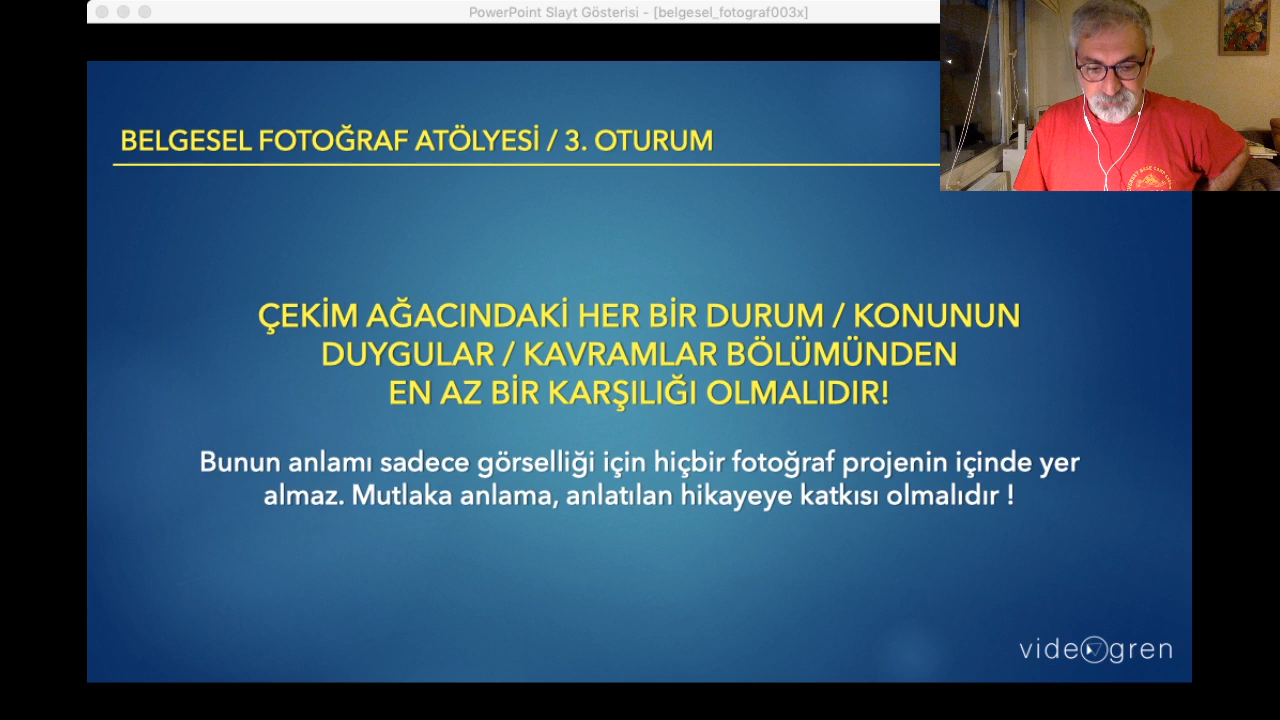 PowerPoint Slayt Gösterisi - [belgesel_fotograf003x]
BELGESEL FOTOĞRAF ATÖLYESİ / 3. OTURUM
ÇEKİM AĞACINDAKİ HER BİR DURUM / KONUNUN
DUYGULAR / KAVRAMLAR BÖLÜMÜNDEN
EN AZ BİR KARŞILIĞI OLMALIDIR!
Bunun anlamı sadece görselliği için hiçbir fotoğraf projenin içinde yer
almaz. Mutlaka anlama, anlatılan hikayeye katkısı olmalıdır !
videogren